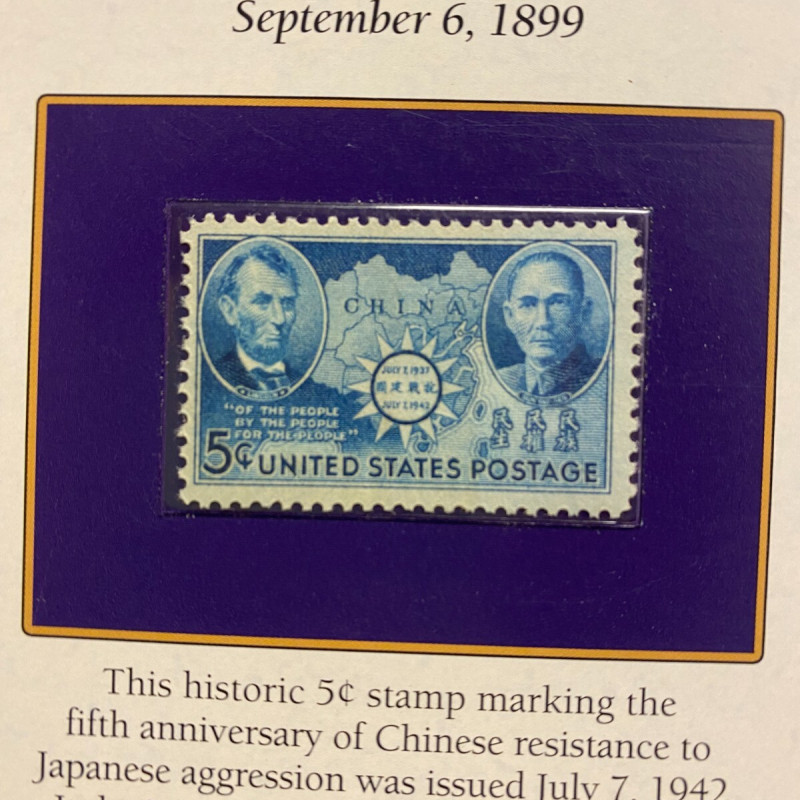 September 6, 1899
CHINA
JULY 7, 1937
抗戰建國
JULY 7, 1942
"OF THE PEOPLE
BY THE PEOPLE
FOR THE PEOPLE"
民族
民權
民生
5¢ UNITED STATES POSTAGE
This historic 5¢ stamp marking the
fifth anniversary of Chinese resistance to
Japanese aggression was issued July 7, 1942